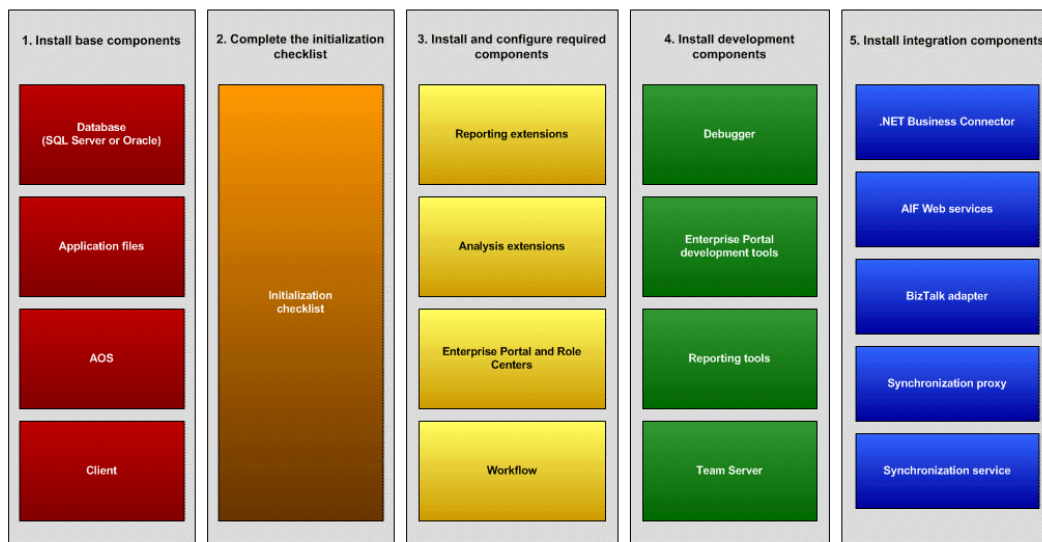 1. Install base components
Database
(SQL Server or Oracle)
Application files
AOS
Client
2. Complete the initialization
checklist
Initialization
checklist
3. Install and configure required
components
Reporting extensions
Analysis extensions
Enterprise Portal and Role
Centers
Workflow
4. Install development
components
Debugger
Enterprise Portal
development tools
Reporting tools
Team Server
5. Install integration components
.NET Business Connector
AIF Web services
BizTalk adapter
Synchronization proxy
Synchronization service